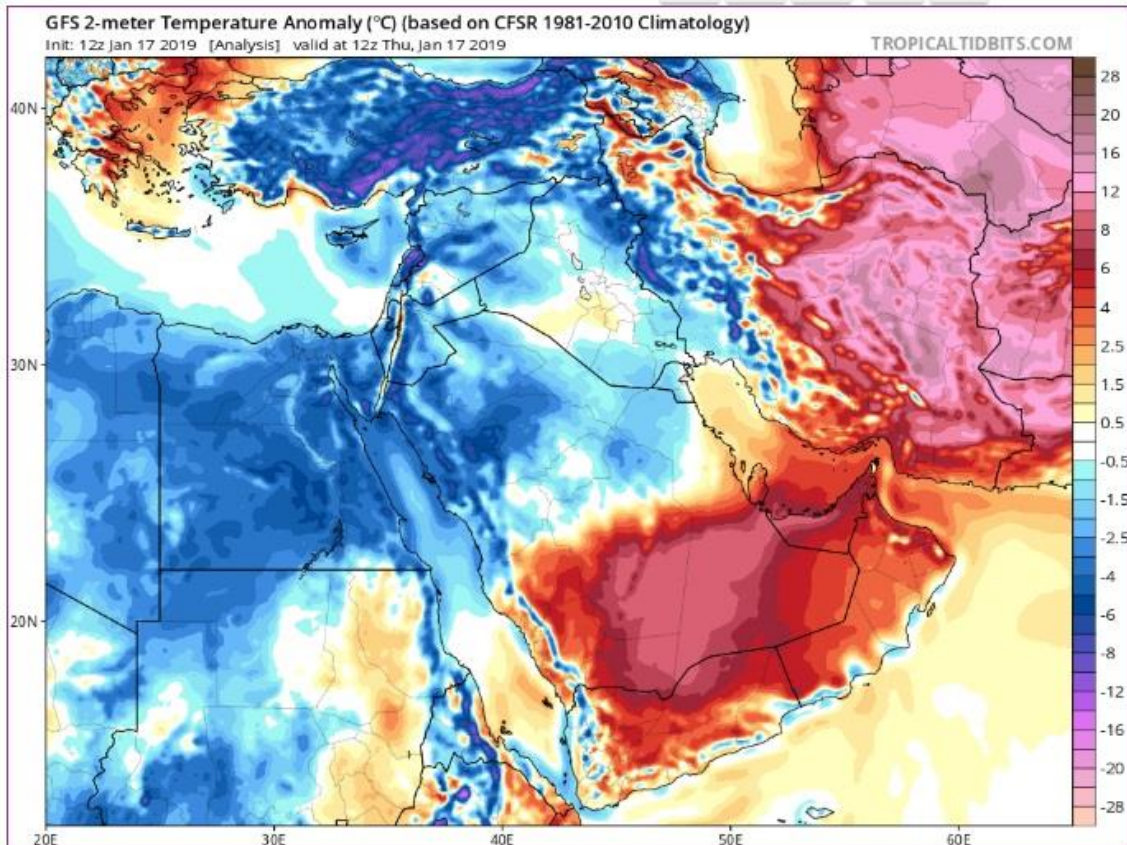 GFS 2-meter Temperature Anomaly (°C) (based on CFSR 1981-2010 Climatology)
Init: 12z Jan 17 2019 [Analysis] valid at 12z Thu, Jan 17 2019
TROPICALTIDBITS.COM
40N
30N
20N
20E
30E
40E
50E
60E
28
20
16
12
8
6
4
2.5
1.5
0.5
-0.5
-1.5
-2.5
-4
-6
-8
-12
-16
-20
-28